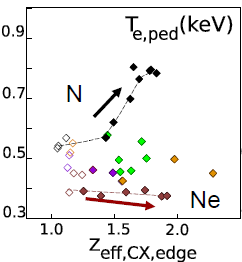 T_e,ped(keV)
0.9
0.7
N
0.5
Ne
0.3
1.0 1.5 2.0
Z_eff,CX,edge